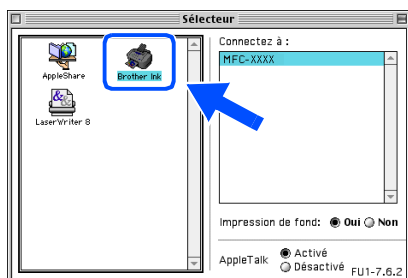 Sélecteur
AppleShare
Brother Ink
LaserWriter 8
Connectez à :
MFC-XXXX
Impression de fond: Oui Non
AppleTalk
Activé
Désactivé
FU1-7.6.2